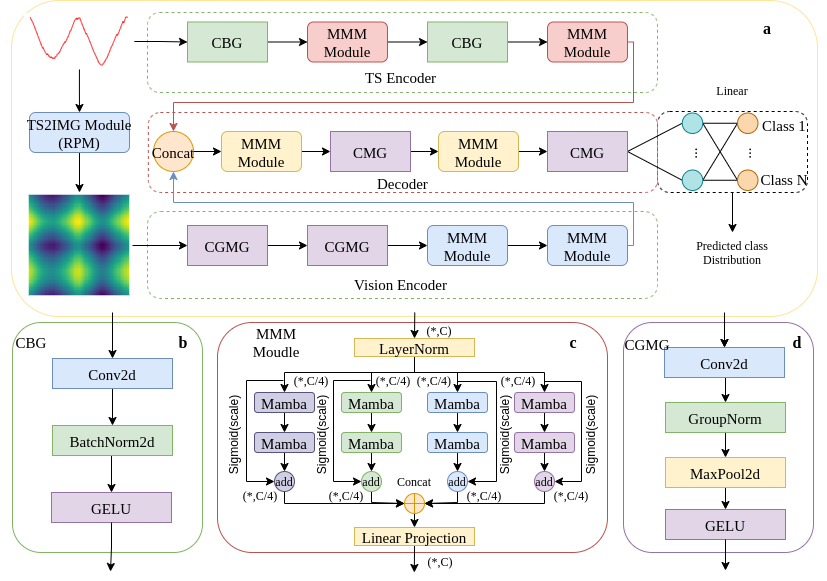 a
CBG
MMM
Module
CBG
MMM
Module
TS Encoder
TS2IMG Module
(RPM)
Concat
MMM
Module
CMG
MMM
Module
CMG
Decoder
Linear
Class 1
⋮
⋮
Class N
Predicted class
Distribution
CGMG
CGMG
MMM
Module
MMM
Module
Vision Encoder
CBG
b
Conv2d
BatchNorm2d
GELU
MMM
Moudle
c
(*,C)
LayerNorm
(*,C/4)
(*,C/4)
(*,C/4)
(*,C/4)
Sigmoid(scale)
Mamba
Mamba
add
Sigmoid(scale)
Mamba
Mamba
add
Mamba
Mamba
add
Sigmoid(scale)
Mamba
Mamba
add
Sigmoid(scale)
(*,C/4)
(*,C/4)
Concat
(*,C/4)
(*,C/4)
Linear Projection
(*,C)
CGMG
d
Conv2d
GroupNorm
MaxPool2d
GELU